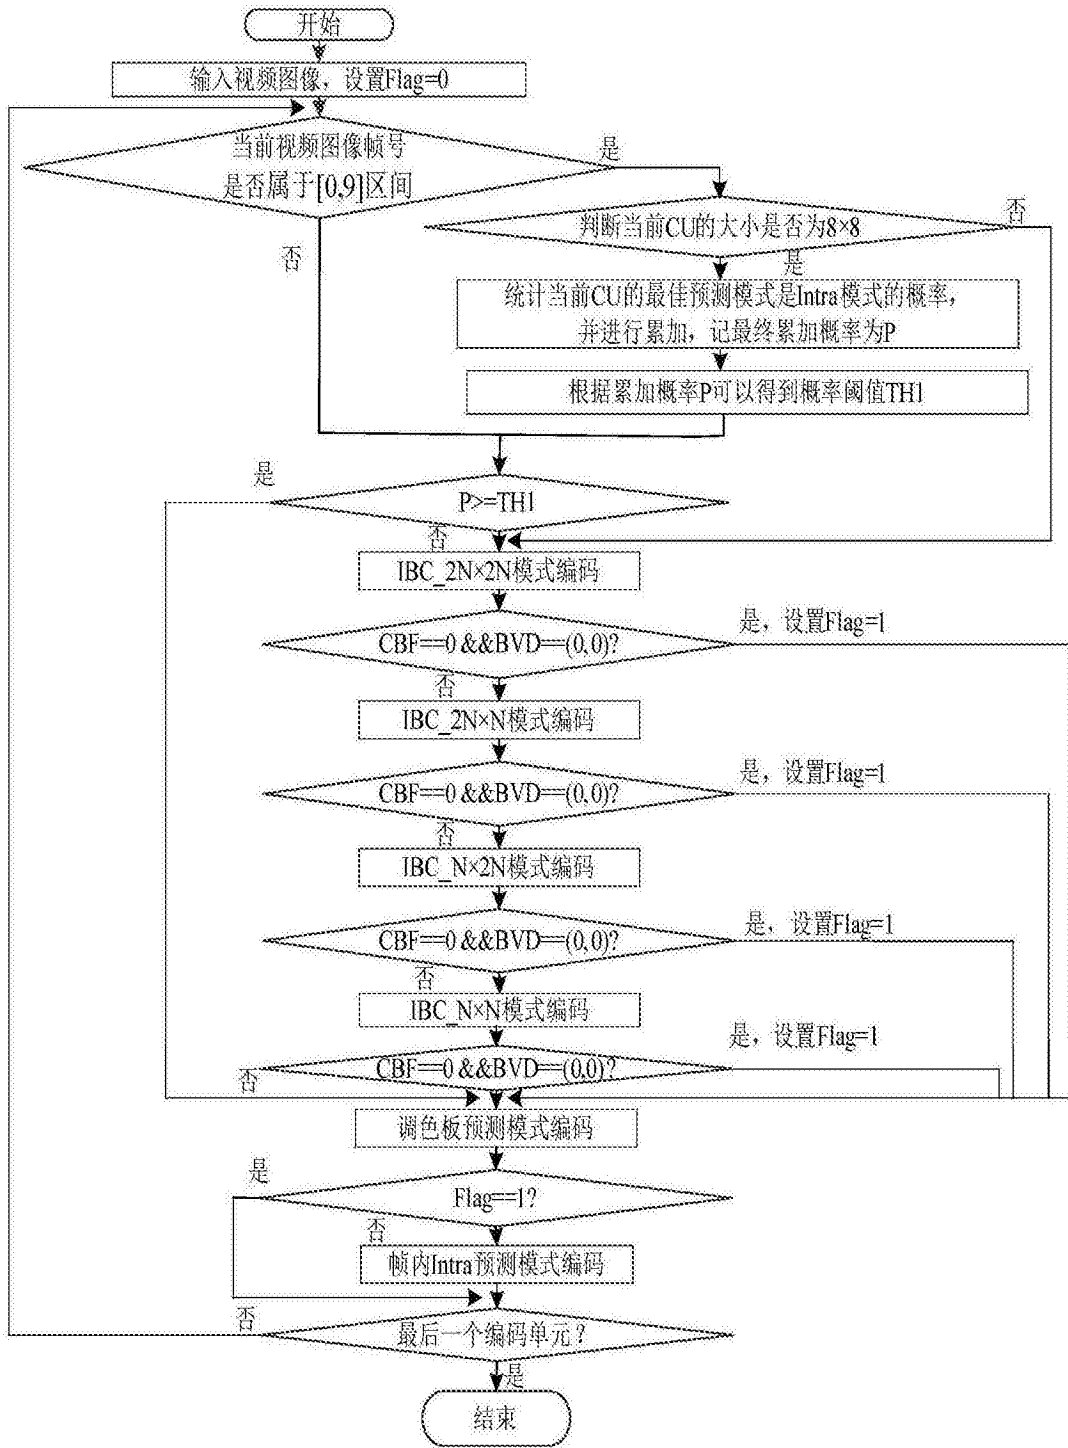 开始
输入视频图像，设置Flag=0
当前视频图像帧号
是否属于[0,9]区间
是
否
判断当前CU的大小是否为8×8
否
是
统计当前CU的最佳预测模式是Intra模式的概率，
并进行累加，记最终累加概率为P
根据累加概率P可以得到概率阈值TH1
是
P>=TH1
否
IBC_2N×2N模式编码
CBF==0 &&BVD==(0,0)?
是，设置Flag=1
否
IBC_2N×N模式编码
CBF==0 &&BVD==(0,0)?
是，设置Flag=1
否
IBC_N×2N模式编码
CBF==0 &&BVD==(0,0)?
是，设置Flag=1
否
IBC_N×N模式编码
CBF==0 &&BVD==(0,0)?
是，设置Flag=1
否
调色板预测模式编码
是
Flag==1?
否
帧内Intra预测模式编码
否
最后一个编码单元？
是
结束